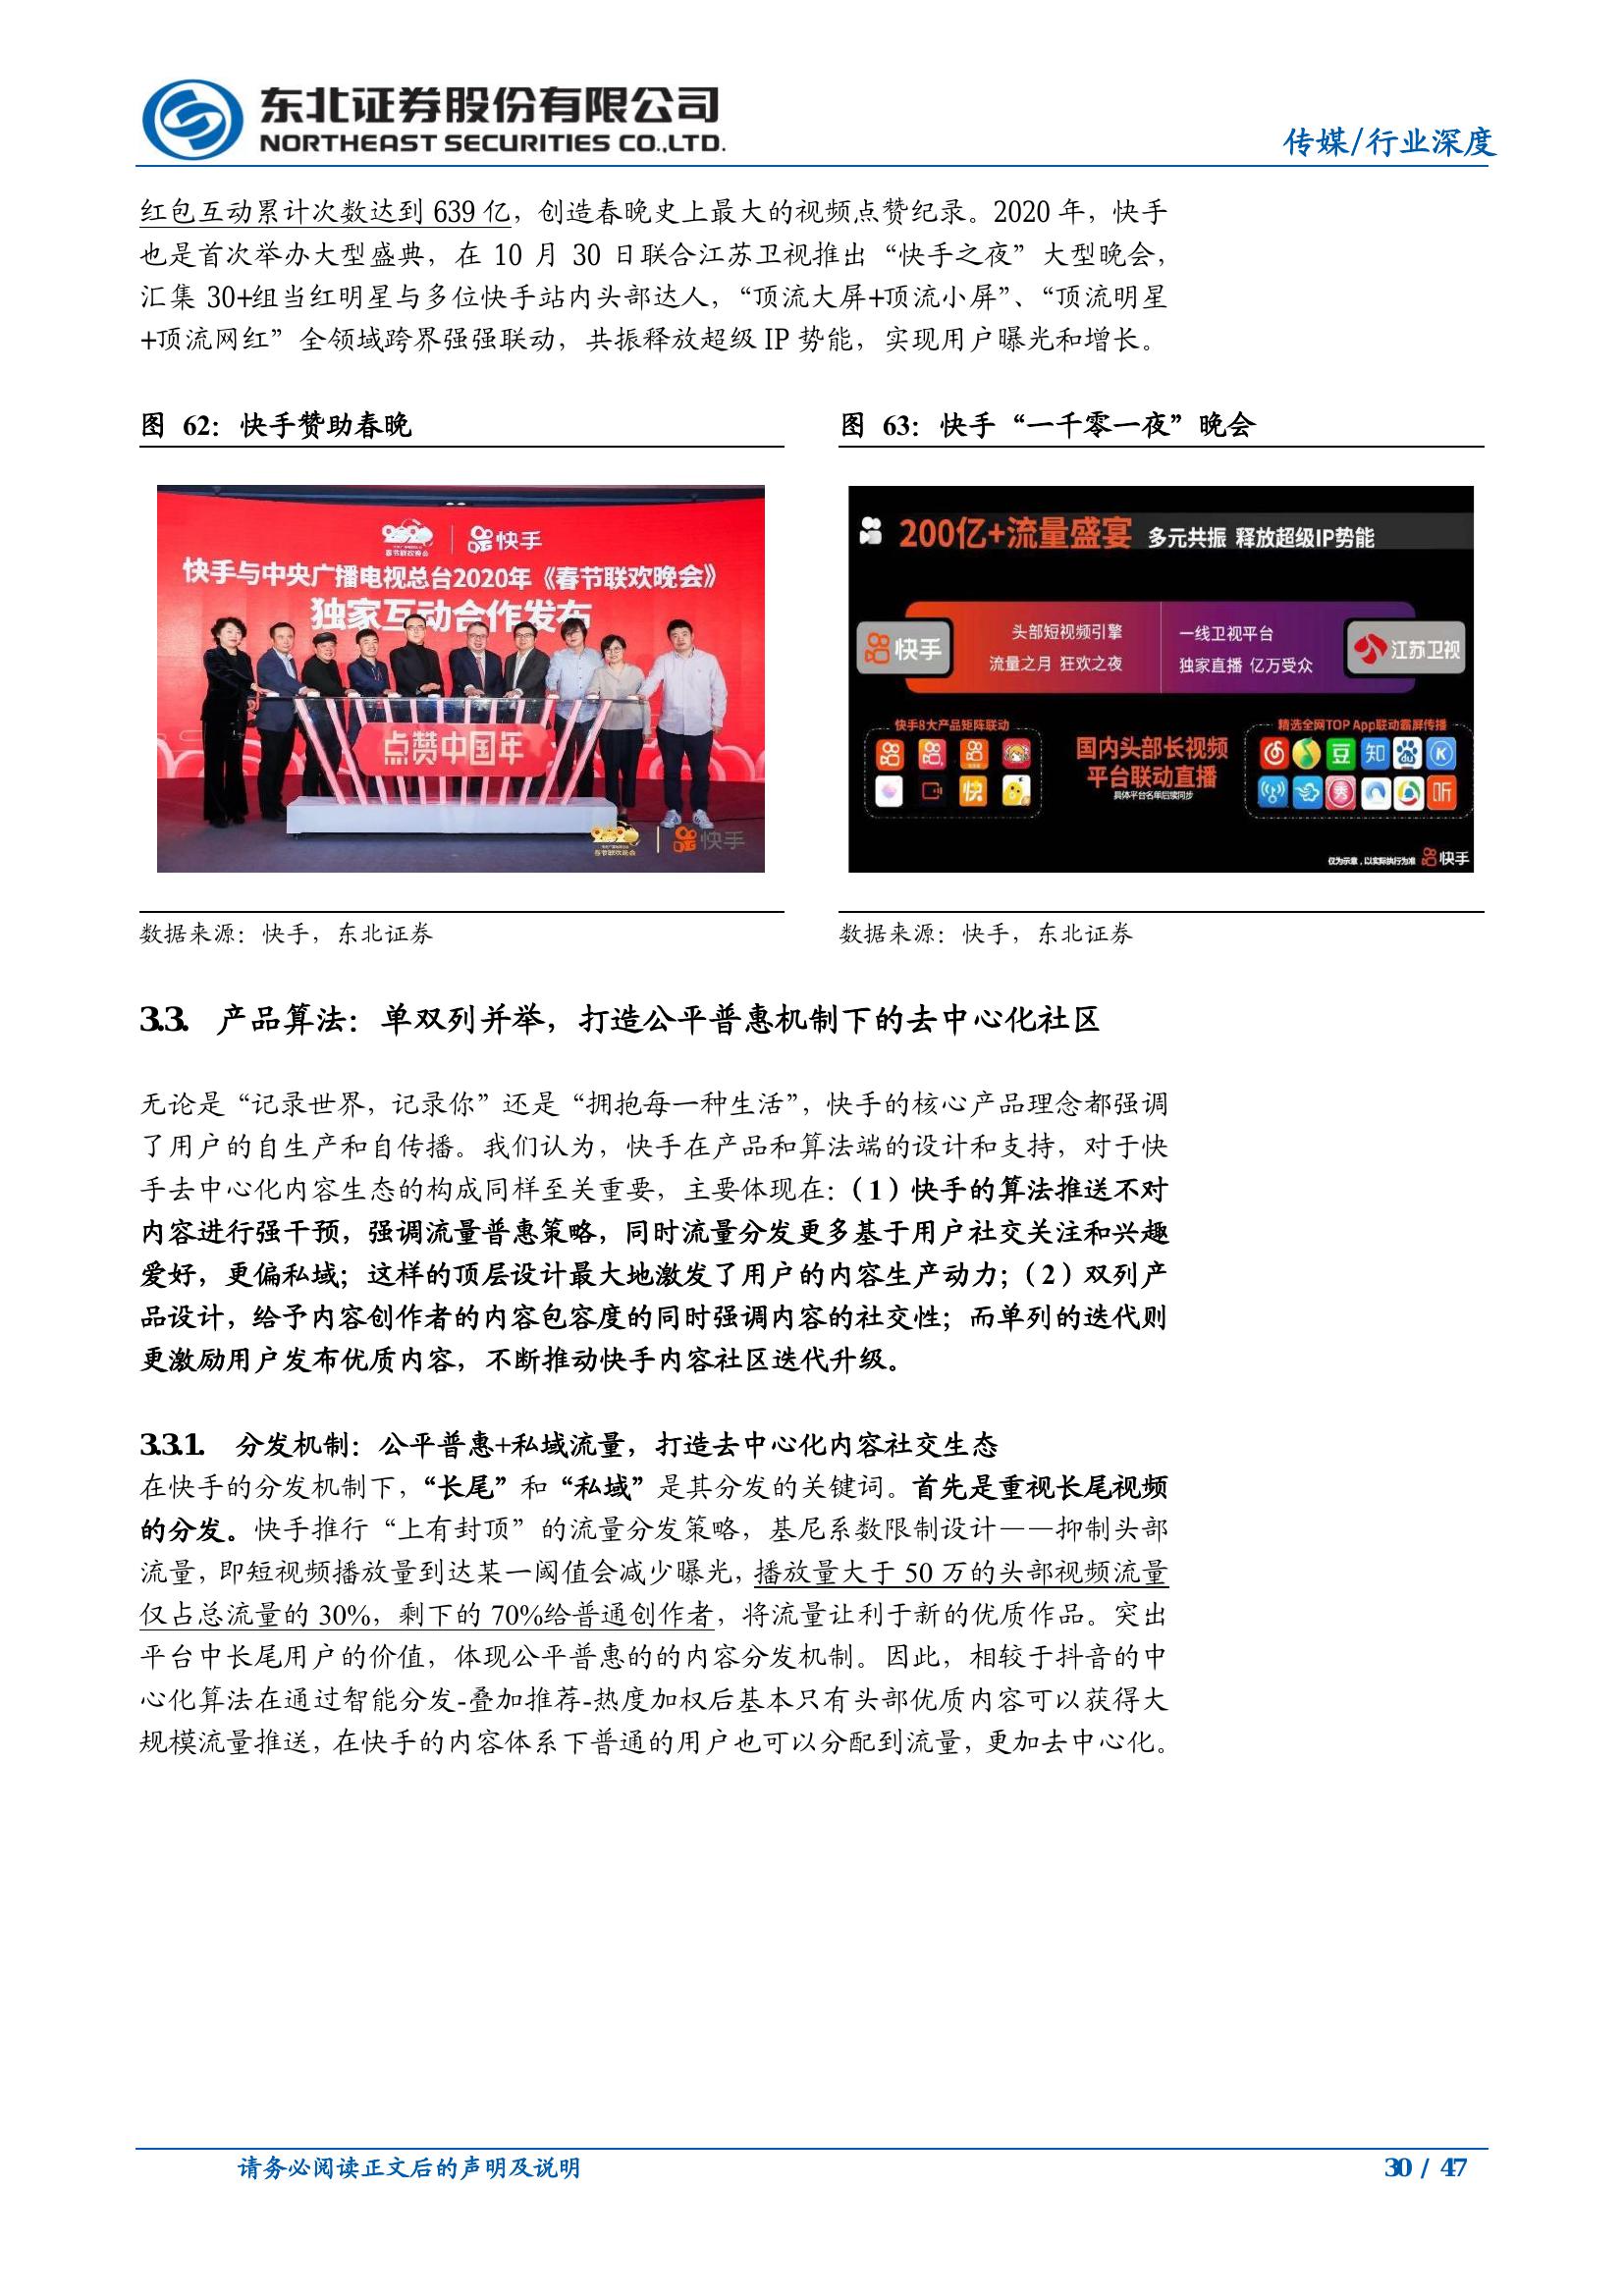 东北证券股份有限公司
NORTHEAST SECURITIES CO.,LTD.
传媒/行业深度
红包互动累计次数达到 639 亿，创造春晚史上最大的视频点赞纪录。2020 年，快手
也是首次举办大型盛典，在 10 月 30 日联合江苏卫视推出“快手之夜”大型晚会，
汇集 30+组当红明星与多位快手站内头部达人，“顶流大屏+顶流小屏”、“顶流明星
+顶流网红”全领域跨界强强联动，共振释放超级 IP 势能，实现用户曝光和增长。
图 62：快手赞助春晚
春节联欢晚会
快手
快手与中央广播电视总台2020年《春节联欢晚会》
独家互动合作发布
点赞中国年
春节联欢晚会
快手
数据来源：快手，东北证券
图 63：快手“一千零一夜”晚会
200亿+流量盛宴 多元共振 释放超级IP势能
快手
头部短视频引擎
流量之月 狂欢之夜
一线卫视平台
独家直播 亿万受众
江苏卫视
快手8大产品矩阵联动
快
国内头部长视频
平台联动直播
具体平台名单后续同步
精选全网TOP App联动霸屏传播
豆 知 du K
秀 听
仅为示意，以实际执行为准 快手
数据来源：快手，东北证券
3.3. 产品算法：单双列并举，打造公平普惠机制下的去中心化社区
无论是“记录世界，记录你”还是“拥抱每一种生活”，快手的核心产品理念都强调
了用户的自生产和自传播。我们认为，快手在产品和算法端的设计和支持，对于快
手去中心化内容生态的构成同样至关重要，主要体现在：（1）快手的算法推送不对
内容进行强干预，强调流量普惠策略，同时流量分发更多基于用户社交关注和兴趣
爱好，更偏私域；这样的顶层设计最大地激发了用户的内容生产动力；（2）双列产
品设计，给予内容创作者的内容包容度的同时强调内容的社交性；而单列的迭代则
更激励用户发布优质内容，不断推动快手内容社区迭代升级。
3.3.1. 分发机制：公平普惠+私域流量，打造去中心化内容社交生态
在快手的分发机制下，“长尾”和“私域”是其分发的关键词。首先是重视长尾视频
的分发。快手推行“上有封顶”的流量分发策略，基尼系数限制设计——抑制头部
流量，即短视频播放量到达某一阈值会减少曝光，播放量大于 50 万的头部视频流量
仅占总流量的 30%，剩下的 70%给普通创作者，将流量让利于新的优质作品。突出
平台中长尾用户的价值，体现公平普惠的的内容分发机制。因此，相较于抖音的中
心化算法在通过智能分发-叠加推荐-热度加权后基本只有头部优质内容可以获得大
规模流量推送，在快手的内容体系下普通的用户也可以分配到流量，更加去中心化。
请务必阅读正文后的声明及说明
30 / 47